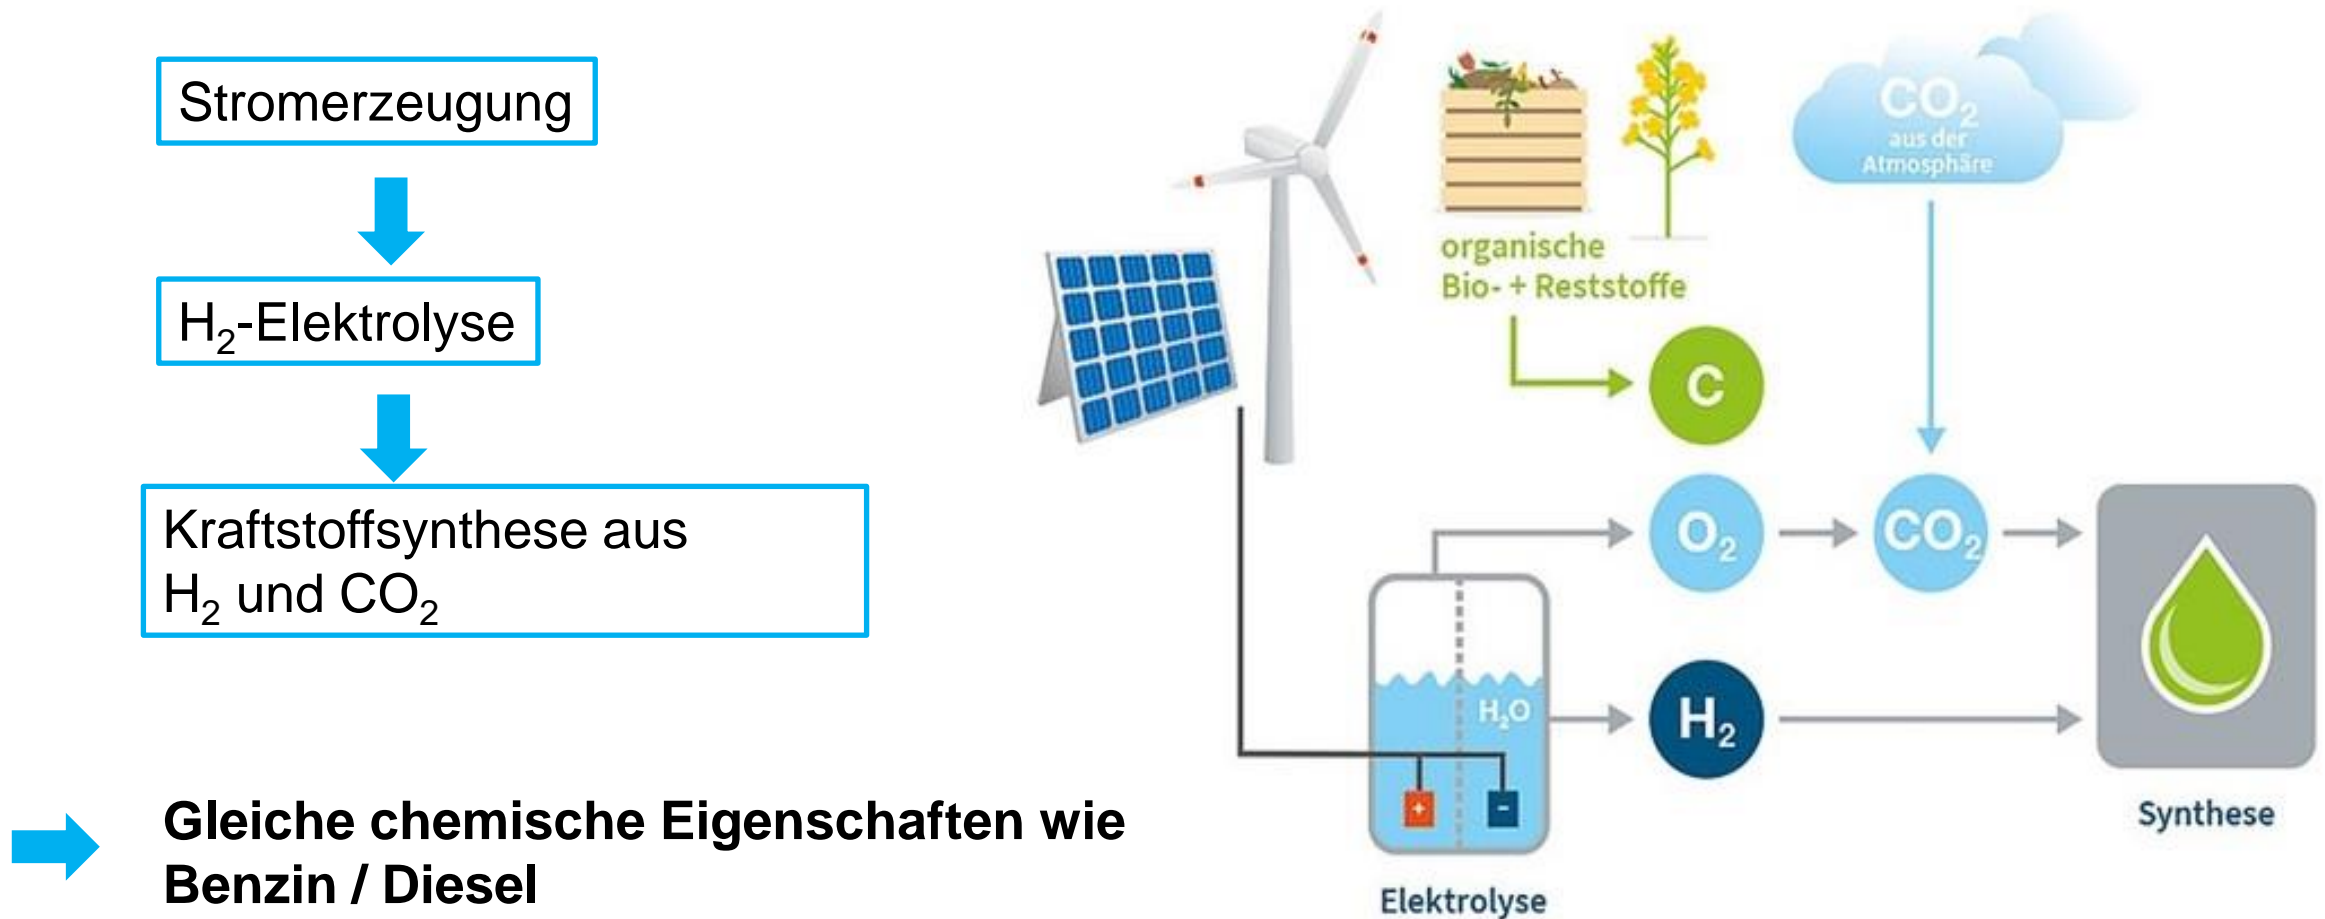 Stromerzeugung
H₂-Elektrolyse
Kraftstoffsynthese aus
H₂ und CO₂
Gleiche chemische Eigenschaften wie
Benzin / Diesel
organische
Bio- + Reststoffe
CO₂
aus der
Atmosphäre
C
O₂
CO₂
H₂O
H₂
+
-
Elektrolyse
Synthese